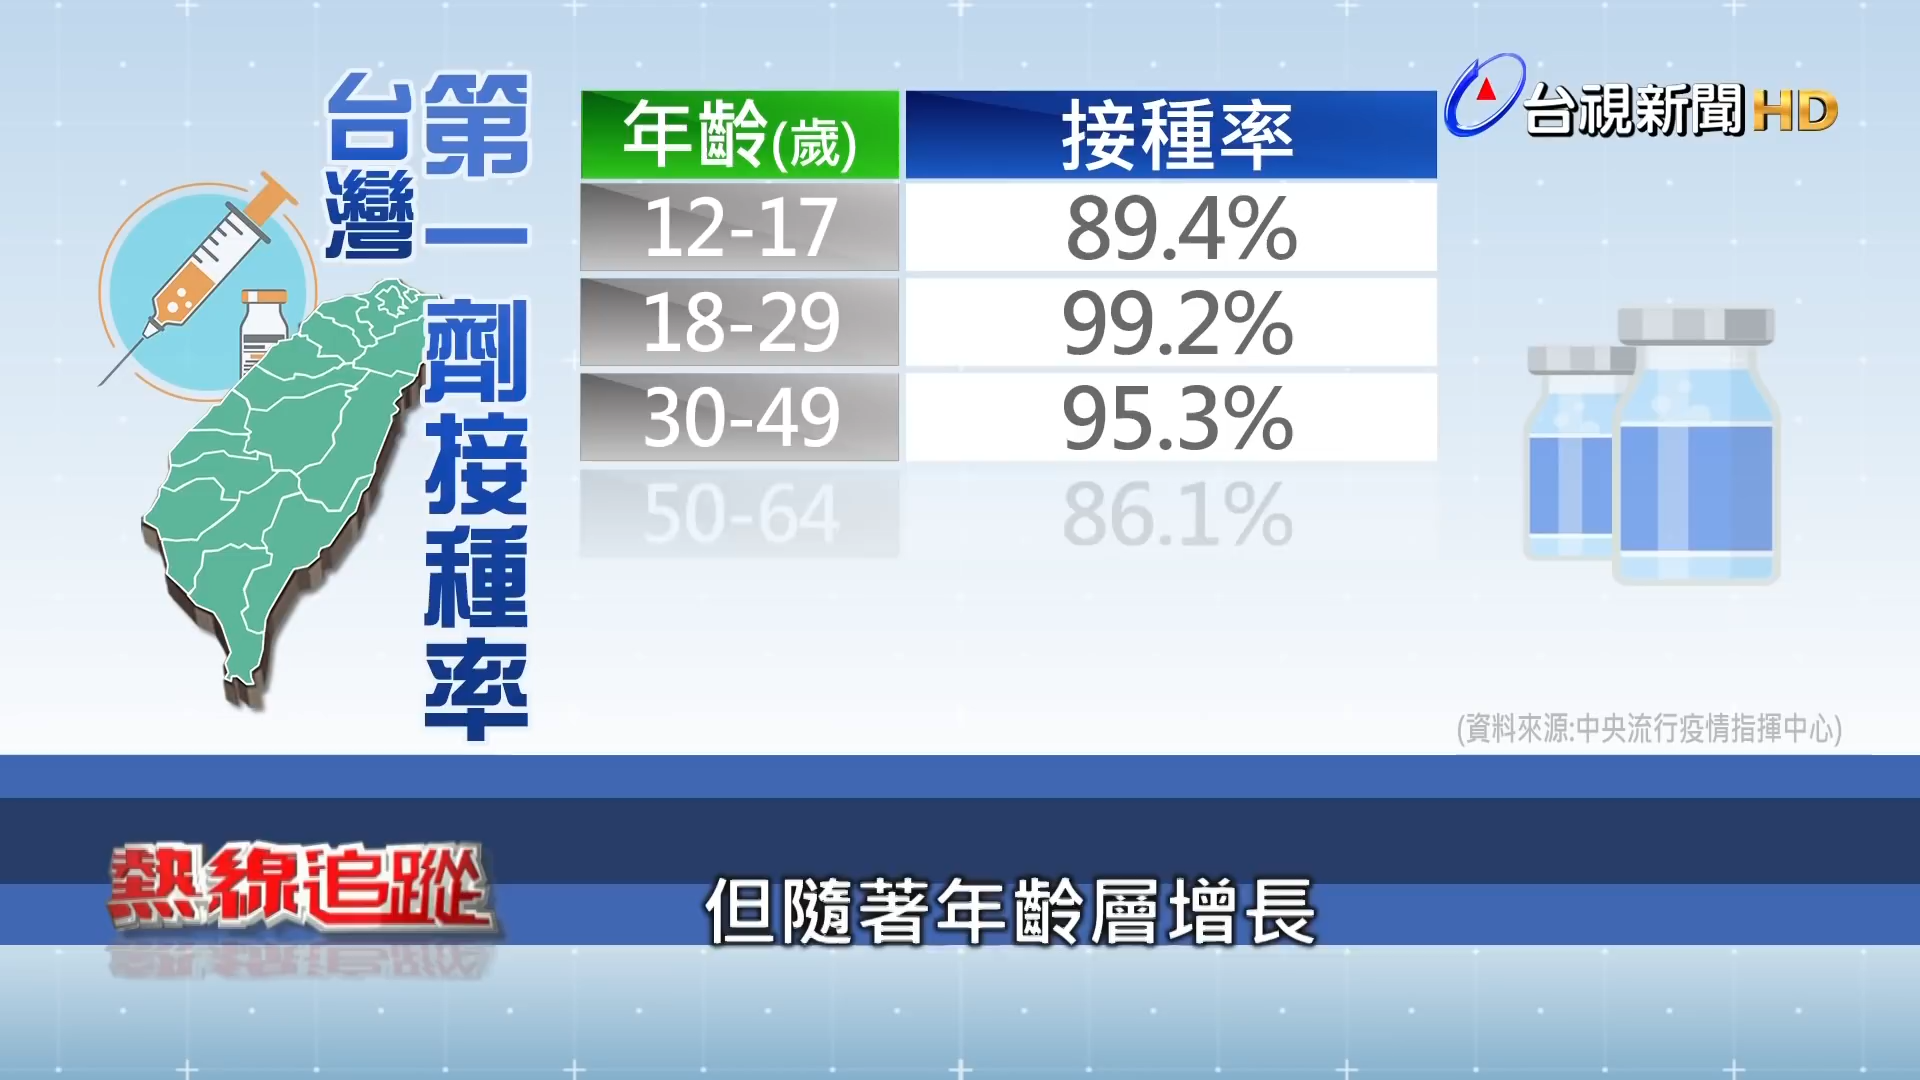 台灣
第一劑接種率
年齡(歲) 接種率
12-17 89.4%
18-29 99.2%
30-49 95.3%
50-64 86.1%
台視新聞HD
(資料來源:中央流行疫情指揮中心)
熱線追蹤
但隨著年齡層增長